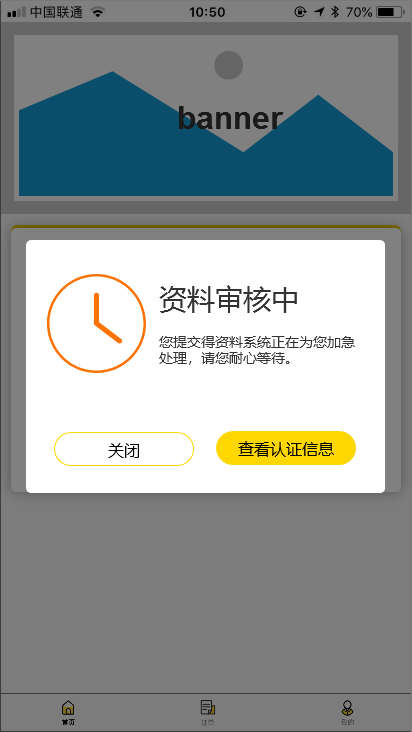 中国联通 10:50 70%
banner
资料审核中
您提交得资料系统正在为您加急
处理，请您耐心等待。
关闭 查看认证信息
首页 订单 我的